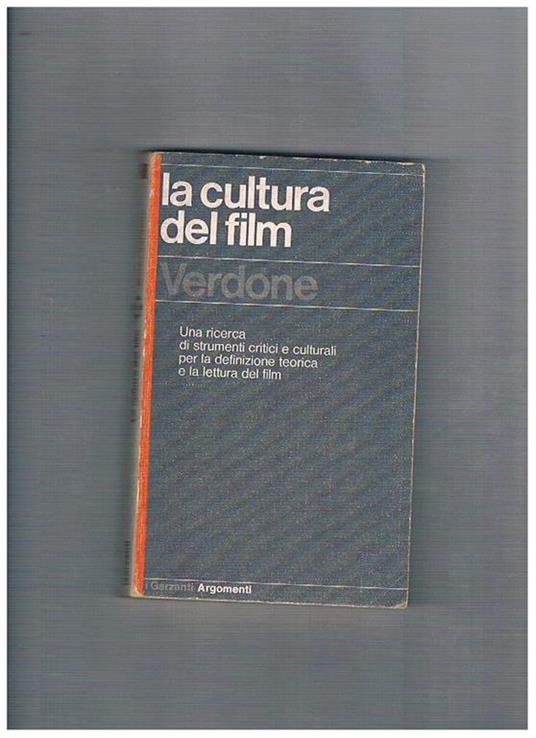 la cultura
del film
Verdone
Una ricerca
di strumenti critici e culturali
per la definizione teorica
e la lettura del film
i Garzanti Argomenti